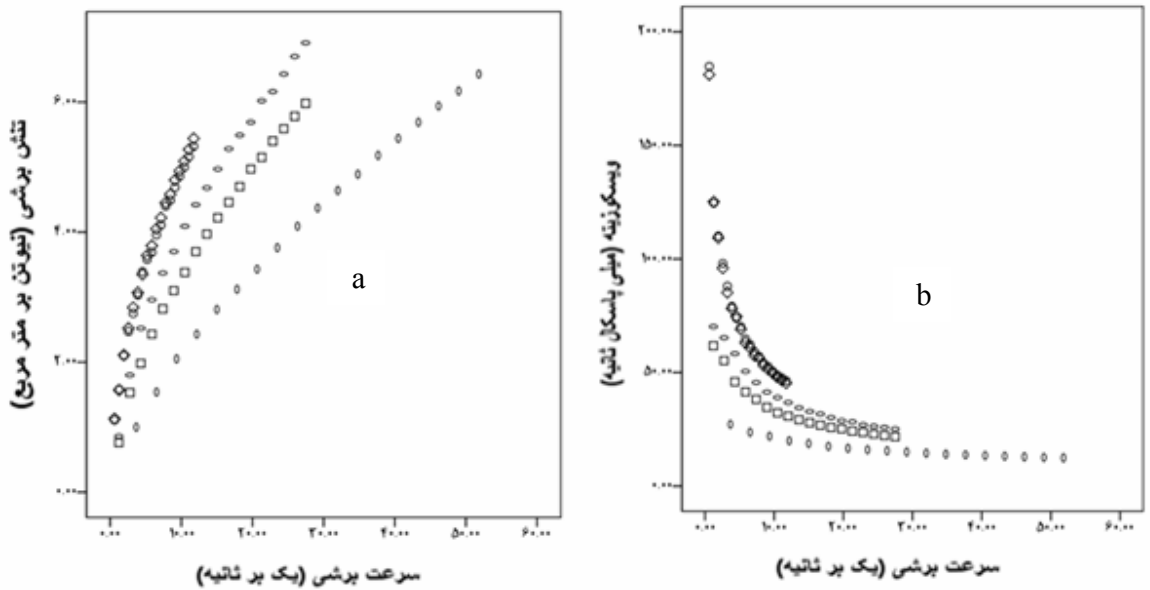 ۶.۰۰
۴.۰۰
۲.۰۰
۰.۰۰
تنش برشی (نیوتن بر متر مربع)
a
۰.۰۰ ۱۰.۰۰ ۲۰.۰۰ ۳۰.۰۰ ۴۰.۰۰ ۵۰.۰۰ ۶۰.۰۰
سرعت برشی (یک بر ثانیه)
۲۰۰.۰۰
۱۵۰.۰۰
۱۰۰.۰۰
۵۰.۰۰
۰.۰۰
ویسکوزیته (میلی پاسکال ثانیه)
b
۰.۰۰ ۱۰.۰۰ ۲۰.۰۰ ۳۰.۰۰ ۴۰.۰۰ ۵۰.۰۰ ۶۰.۰۰
سرعت برشی (یک بر ثانیه)